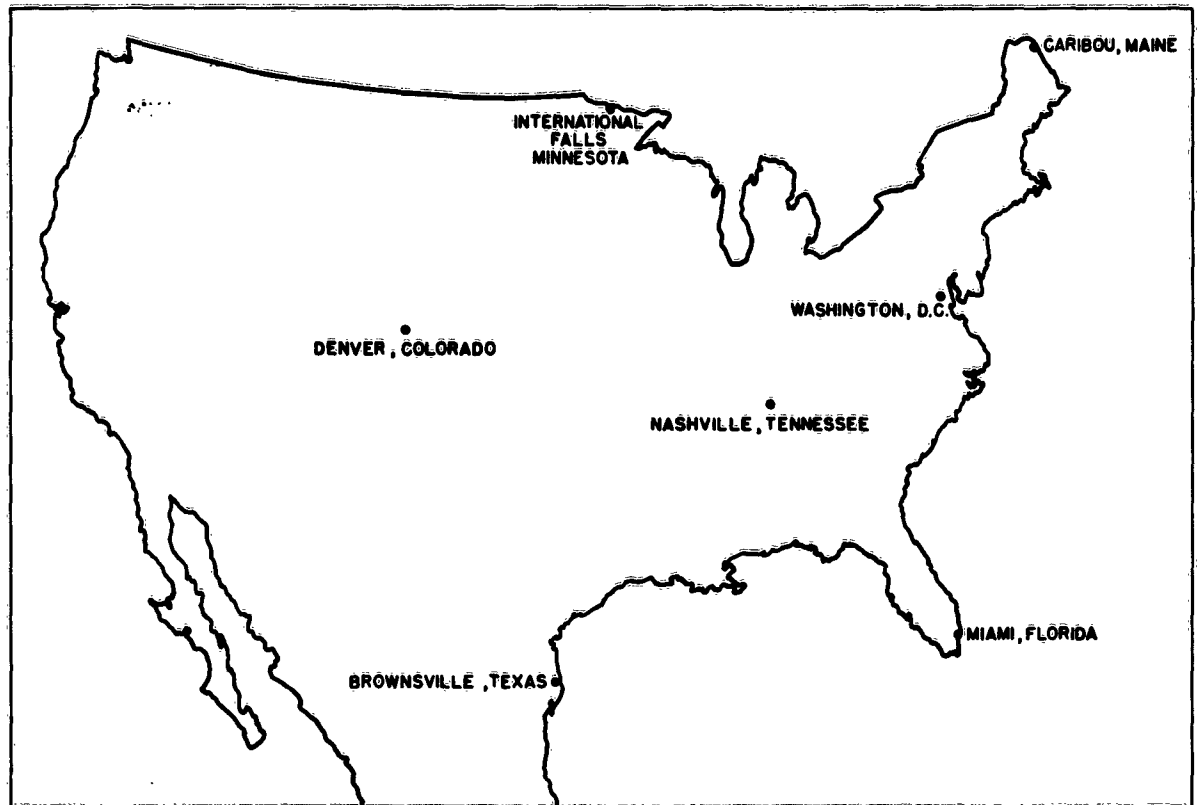 CARIBOU, MAINE
INTERNATIONAL
FALLS
MINNESOTA
WASHINGTON, D.C.
DENVER, COLORADO
NASHVILLE, TENNESSEE
MIAMI, FLORIDA
BROWNSVILLE, TEXAS